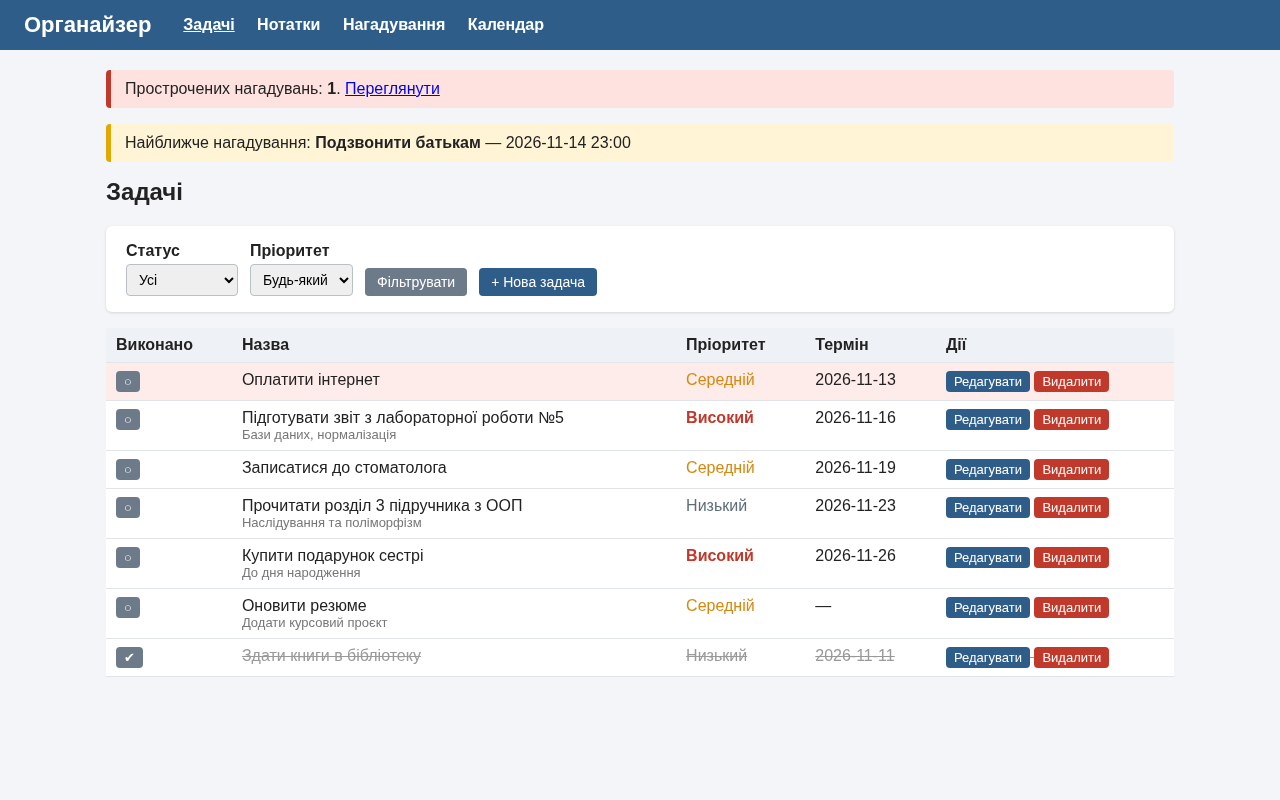 Органайзер Задачі Нотатки Нагадування Календар
Прострочених нагадувань: 1. Переглянути
Найближче нагадування: Подзвонити батькам — 2026-11-14 23:00
Задачі
Статус Пріоритет
Усі Будь-який Фільтрувати + Нова задача
Виконано Назва Пріоритет Термін Дії
○ Оплатити інтернет Середній 2026-11-13 Редагувати Видалити
○ Підготувати звіт з лабораторної роботи №5 Високий 2026-11-16 Редагувати Видалити
Бази даних, нормалізація
○ Записатися до стоматолога Середній 2026-11-19 Редагувати Видалити
○ Прочитати розділ 3 підручника з ООП Низький 2026-11-23 Редагувати Видалити
Наслідування та поліморфізм
○ Купити подарунок сестрі Високий 2026-11-26 Редагувати Видалити
До дня народження
○ Оновити резюме Середній — Редагувати Видалити
Додати курсовий проєкт
✔ Здати книги в бібліотеку Низький 2026-11-11 Редагувати Видалити